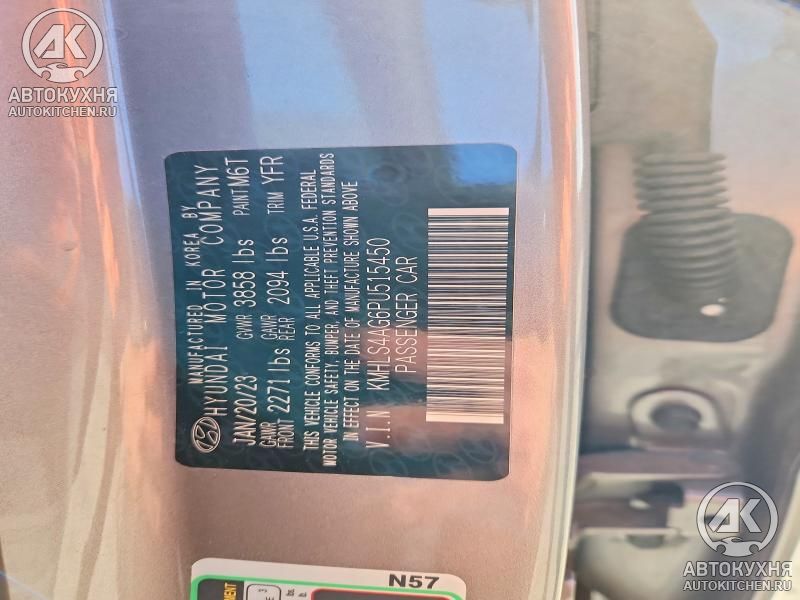 AK
АВТОКУХНЯ
AUTOKITCHEN.RU
MANUFACTURED IN KOREA BY
HYUNDAI MOTOR COMPANY
JAN/20/23 GVWR 3858 lbs PAINT M6T
GAWR FRONT 2271 lbs GAWR REAR 2094 lbs TRIM YFR
THIS VEHICLE CONFORMS TO ALL APPLICABLE U.S.A. FEDERAL
MOTOR VEHICLE SAFETY, BUMPER, AND THEFT PREVENTION STANDARDS
IN EFFECT ON THE DATE OF MANUFACTURE SHOWN ABOVE
V.I.N KMHLS4AG6PU515450
PASSENGER CAR
N57
AK
АВТОКУХНЯ
AUTOKITCHEN.RU